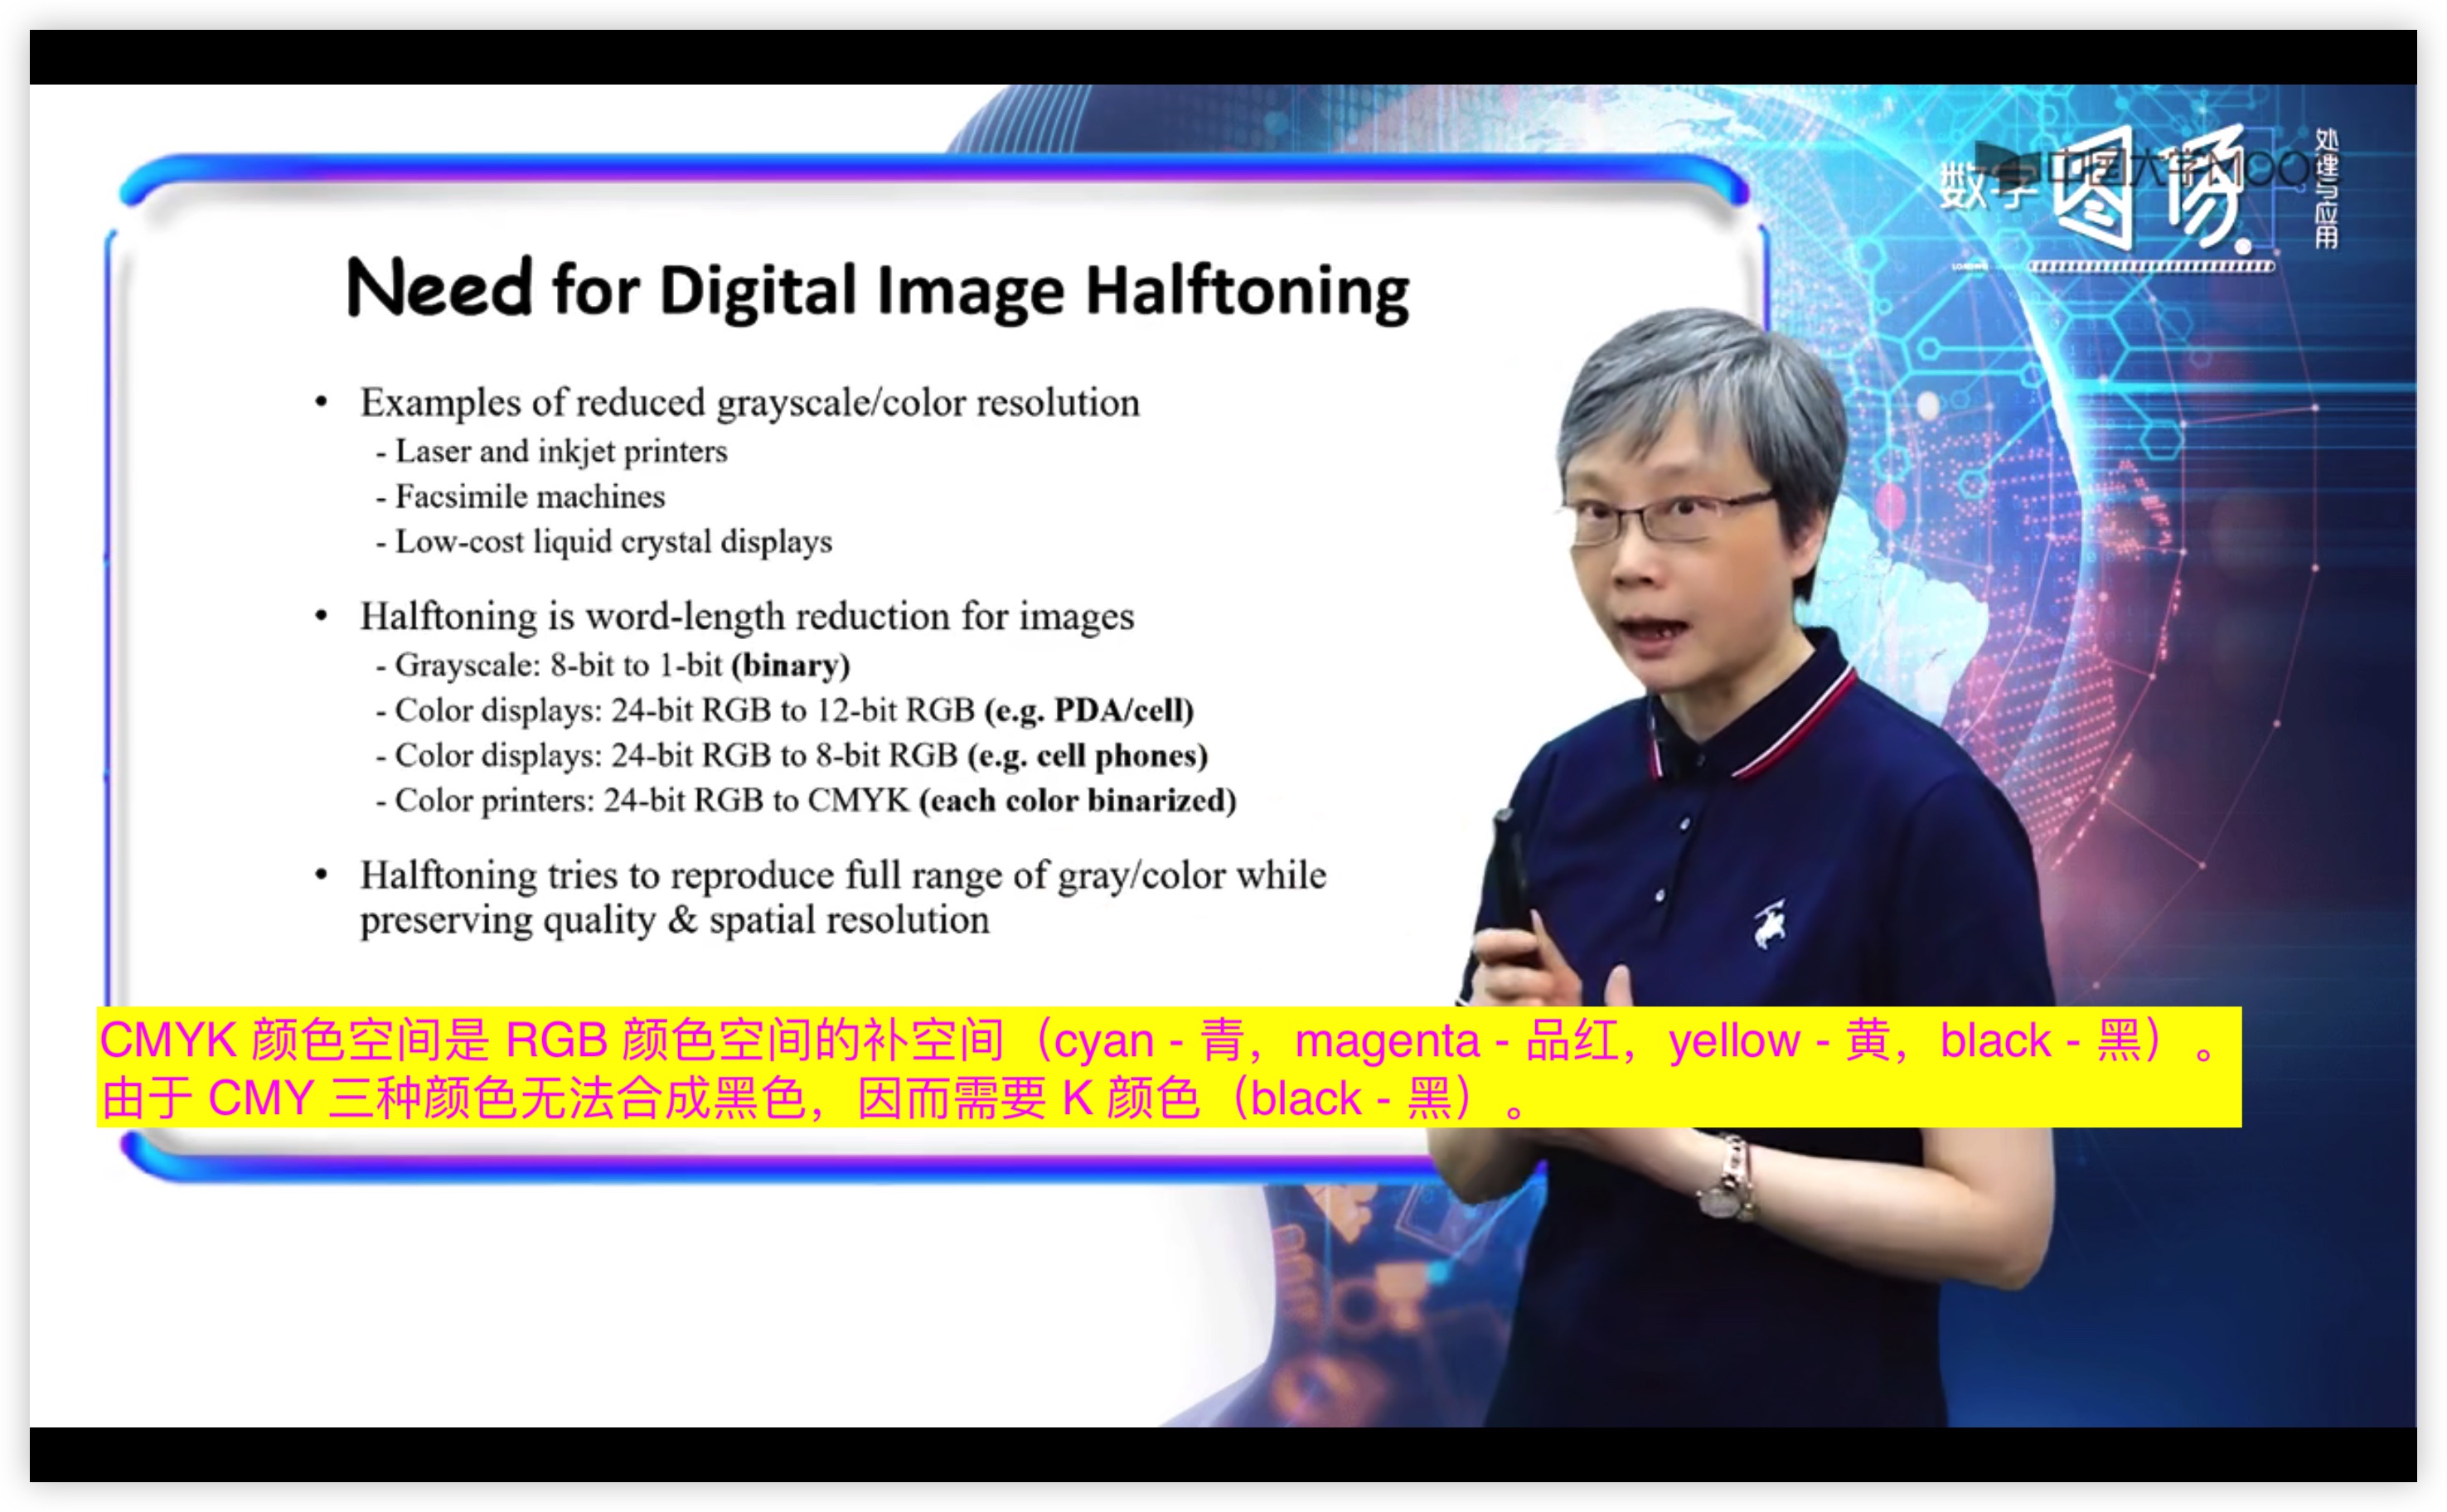 数字图像
处理与应用
中国大学MOOC
LOADING
Need for Digital Image Halftoning
• Examples of reduced grayscale/color resolution
- Laser and inkjet printers
- Facsimile machines
- Low-cost liquid crystal displays
• Halftoning is word-length reduction for images
- Grayscale: 8-bit to 1-bit (binary)
- Color displays: 24-bit RGB to 12-bit RGB (e.g. PDA/cell)
- Color displays: 24-bit RGB to 8-bit RGB (e.g. cell phones)
- Color printers: 24-bit RGB to CMYK (each color binarized)
• Halftoning tries to reproduce full range of gray/color while
preserving quality & spatial resolution
CMYK 颜色空间是 RGB 颜色空间的补空间（cyan - 青，magenta - 品红，yellow - 黄，black - 黑）。
由于 CMY 三种颜色无法合成黑色，因而需要 K 颜色（black - 黑）。